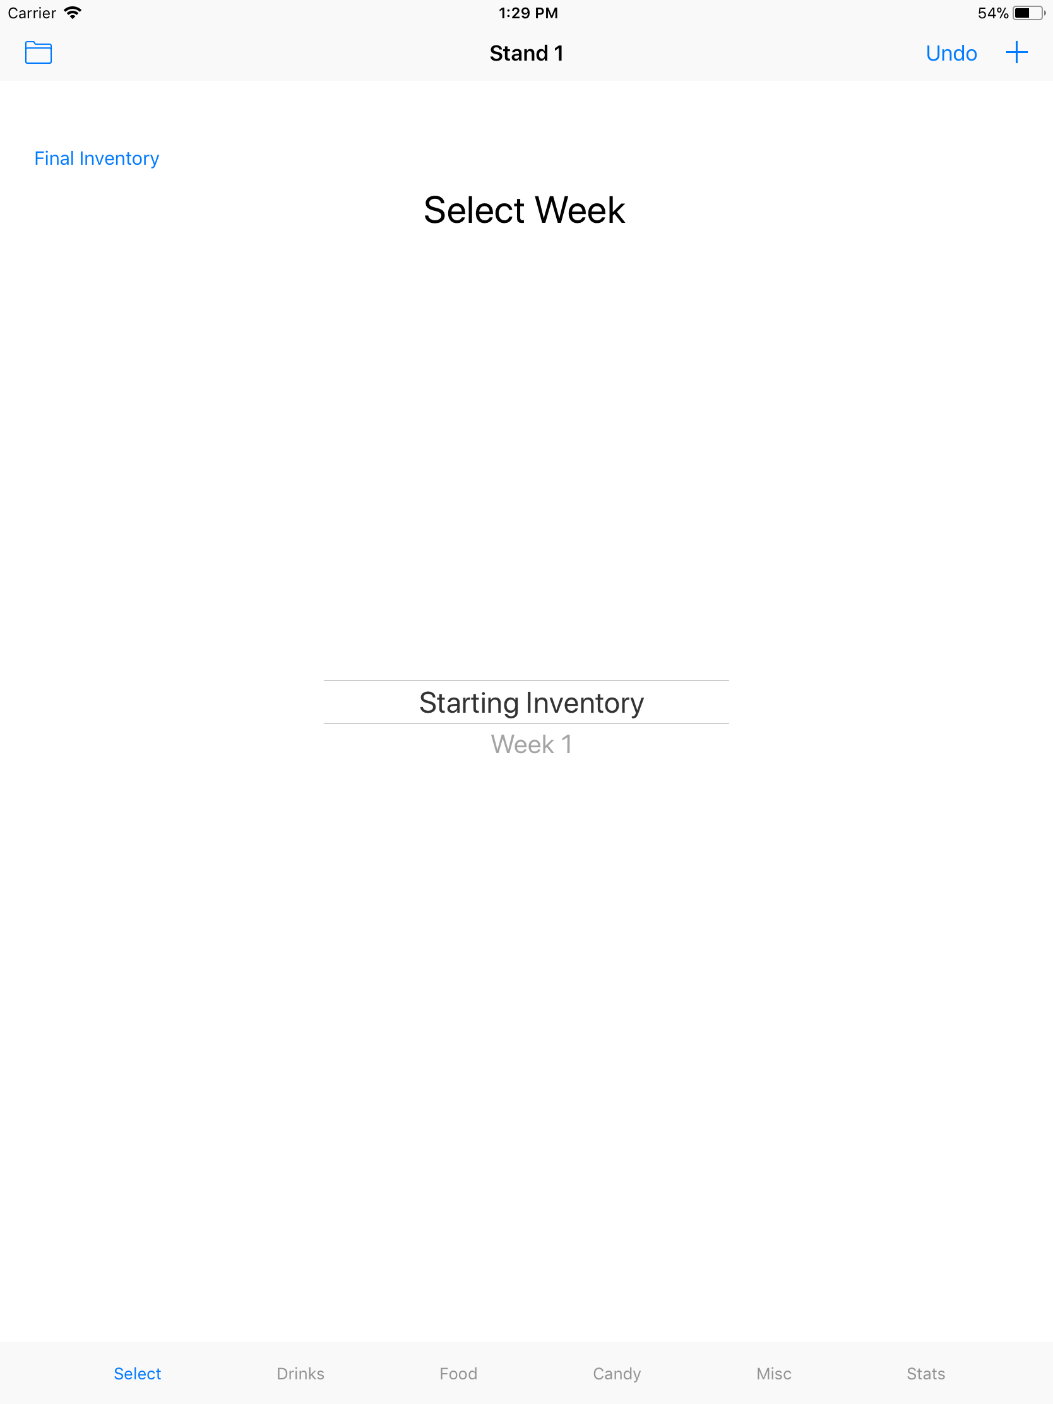 Carrier 1:29 PM 54%
Stand 1 Undo
Final Inventory
Select Week
Starting Inventory
Week 1
Select Drinks Food Candy Misc Stats